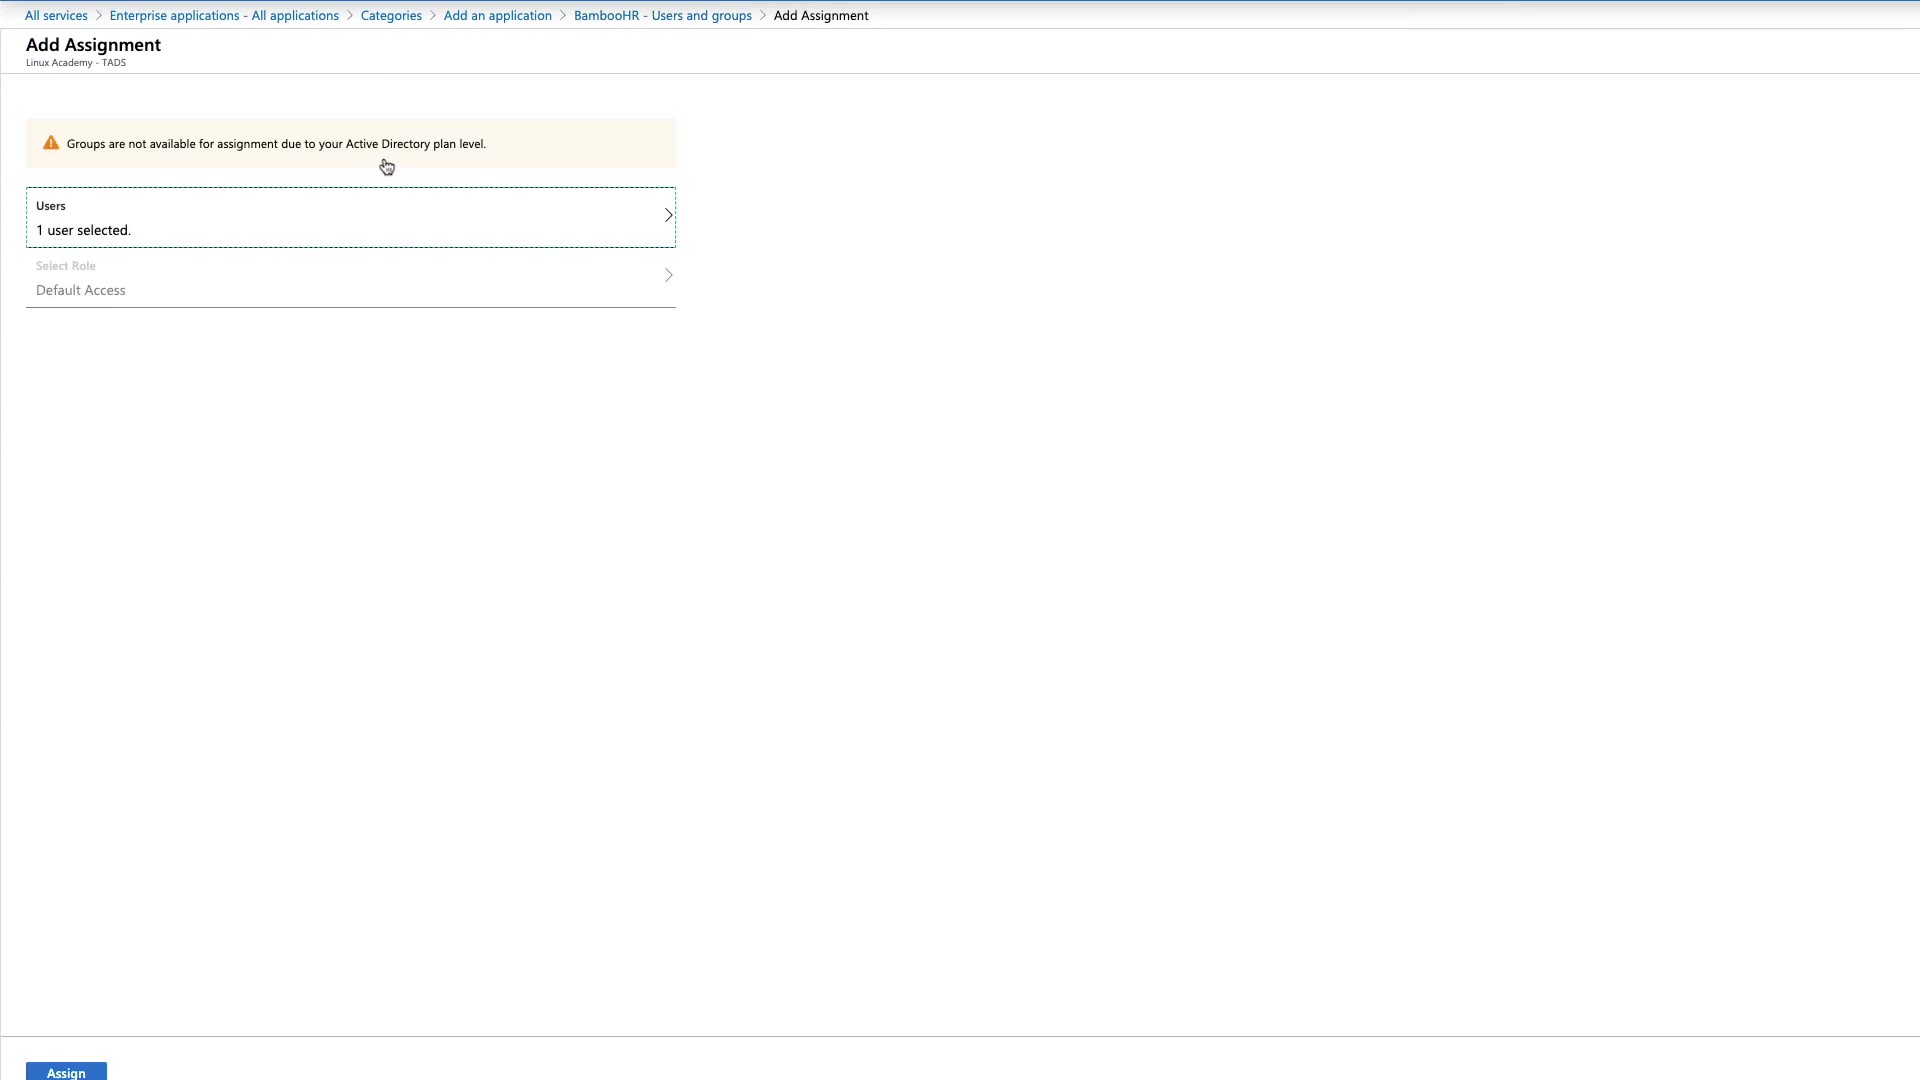 All services > Enterprise applications - All applications > Categories > Add an application > BambooHR - Users and groups > Add Assignment
Add Assignment
Linux Academy - TADS
Groups are not available for assignment due to your Active Directory plan level.
Users
1 user selected.
Select Role
Default Access
Assign